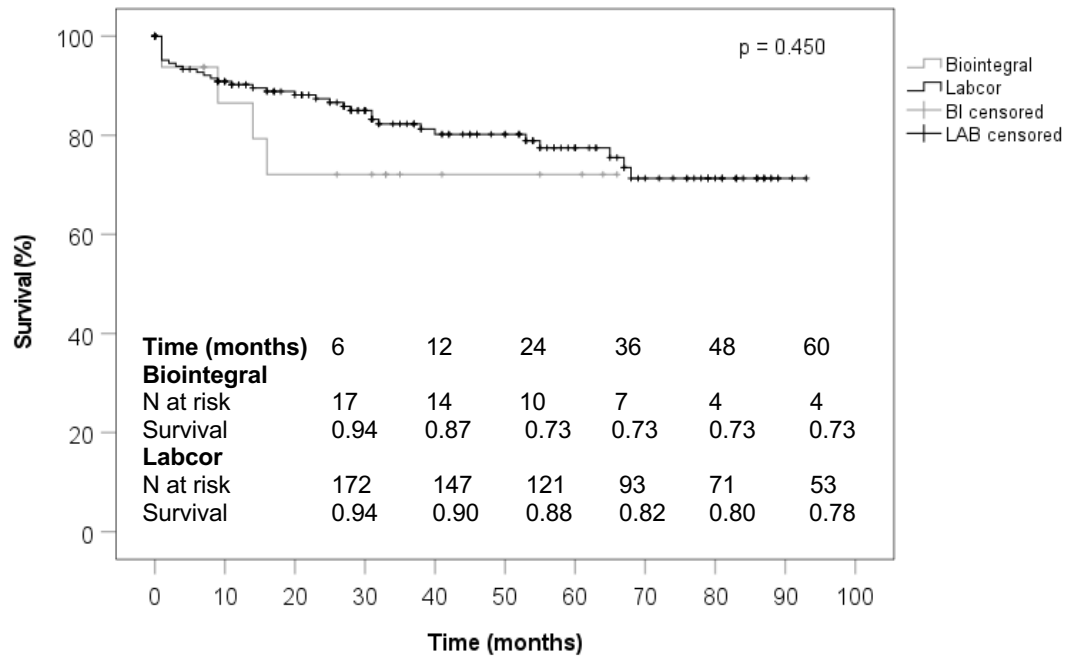 100
80
60
40
20
0
Survival (%)
p = 0.450
Biointegral
Labcor
BI censored
LAB censored
Time (months) 6 12 24 36 48 60
Biointegral
N at risk 17 14 10 7 4 4
Survival 0.94 0.87 0.73 0.73 0.73 0.73
Labcor
N at risk 172 147 121 93 71 53
Survival 0.94 0.90 0.88 0.82 0.80 0.78
0 10 20 30 40 50 60 70 80 90 100
Time (months)